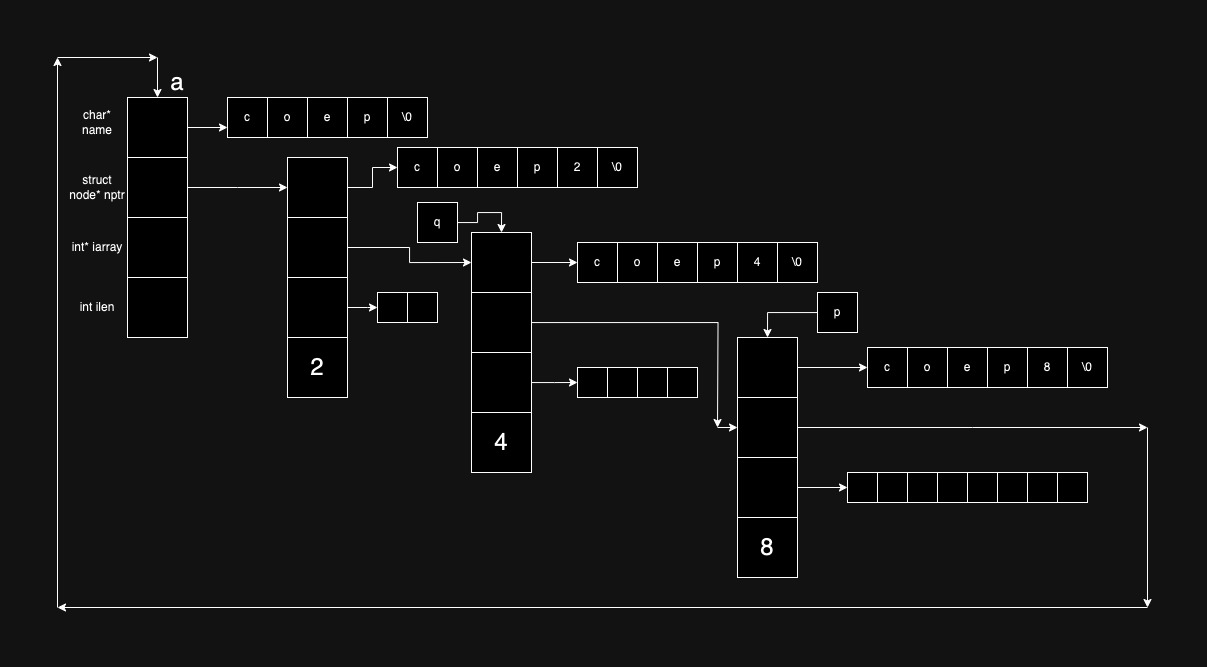 a
char*
name
c o e p \0
struct
node* nptr
c o e p 2 \0
q
int* iarray
c o e p 4 \0
int ilen
p
2
c o e p 8 \0
4
8